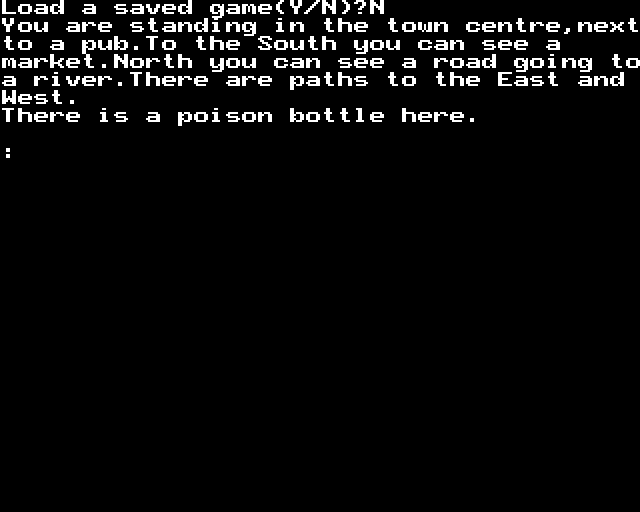 Load a saved game(Y/N)?N
You are standing in the town centre,next
to a pub.To the South you can see a
market.North you can see a road going to
a river.There are paths to the East and
West.
There is a poison bottle here.
: